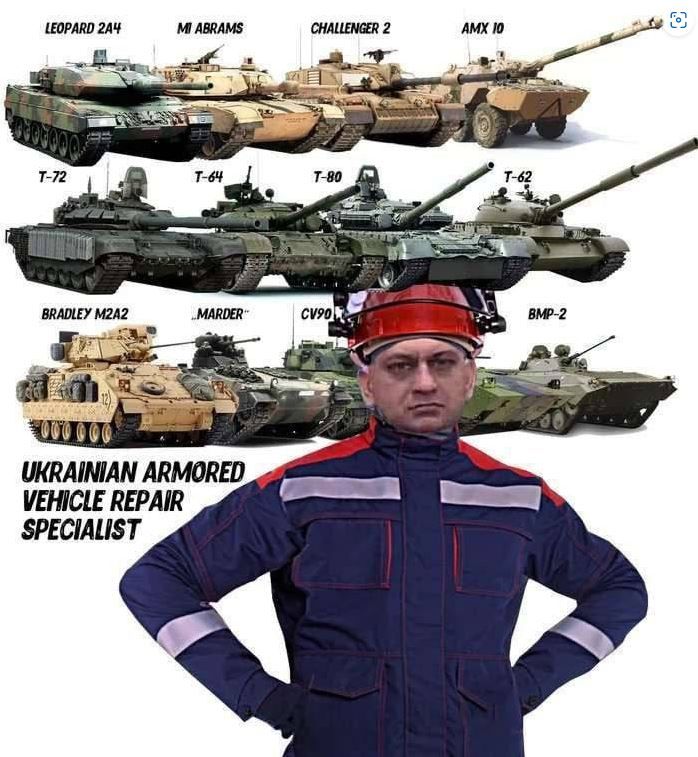 LEOPARD 2A4 M1 ABRAMS CHALLENGER 2 AMX 10
T-72 T-64 T-80 T-62
BRADLEY M2A2 „MARDER" CV90 BMP-2
UKRAINIAN ARMORED
VEHICLE REPAIR
SPECIALIST